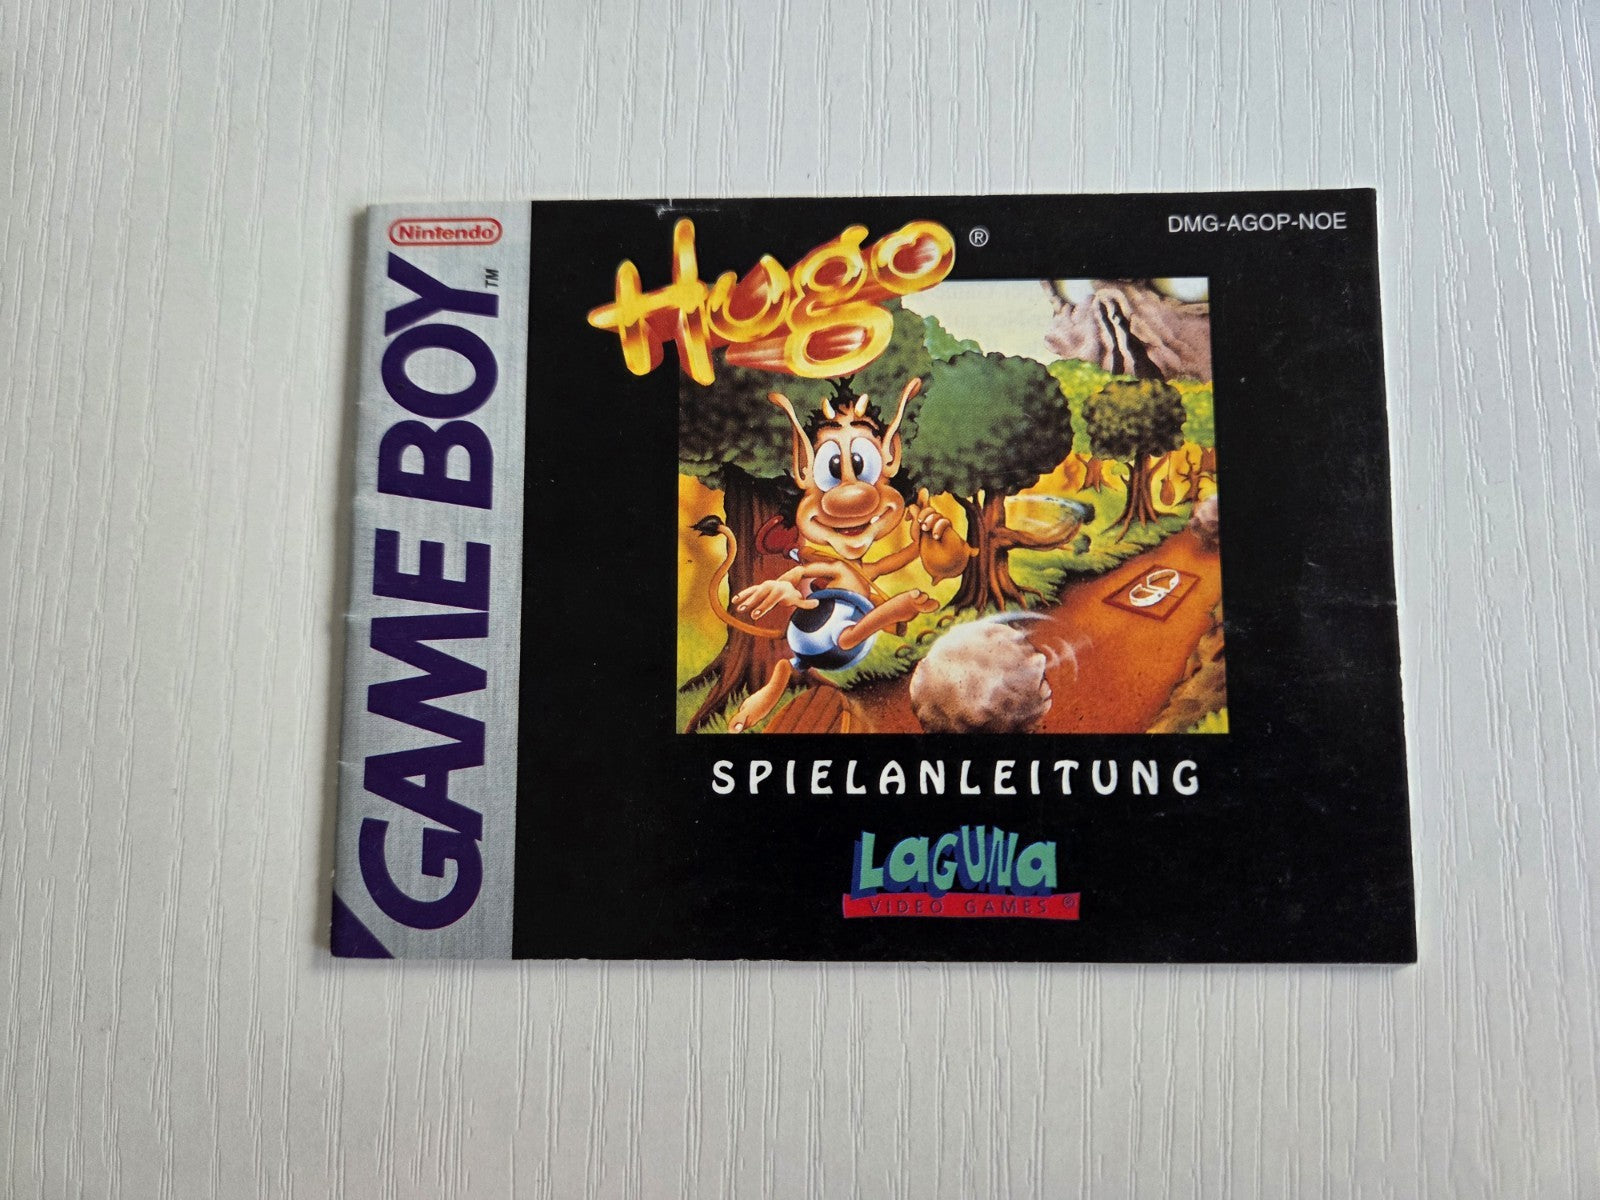 Nintendo
GAME BOY™
Hugo®
DMG-AGOP-NOE
SPIELANLEITUNG
LAGUNA
VIDEO GAMES®